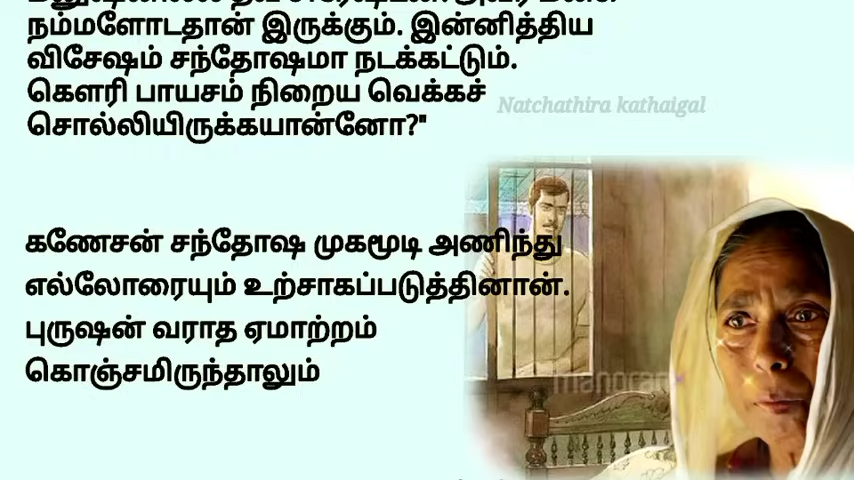 நம்மளோடதான் இருக்கும். இன்னித்திய
விசேஷம் சந்தோஷமா நடக்கட்டும்.
கௌரி பாயசம் நிறைய வெக்கச்
சொல்லியிருக்கயான்னோ?"
Natchathira kathaigal
கணேசன் சந்தோஷ முகமூடி அணிந்து
எல்லோரையும் உற்சாகப்படுத்தினான்.
புருஷன் வராத ஏமாற்றம்
கொஞ்சமிருந்தாலும்